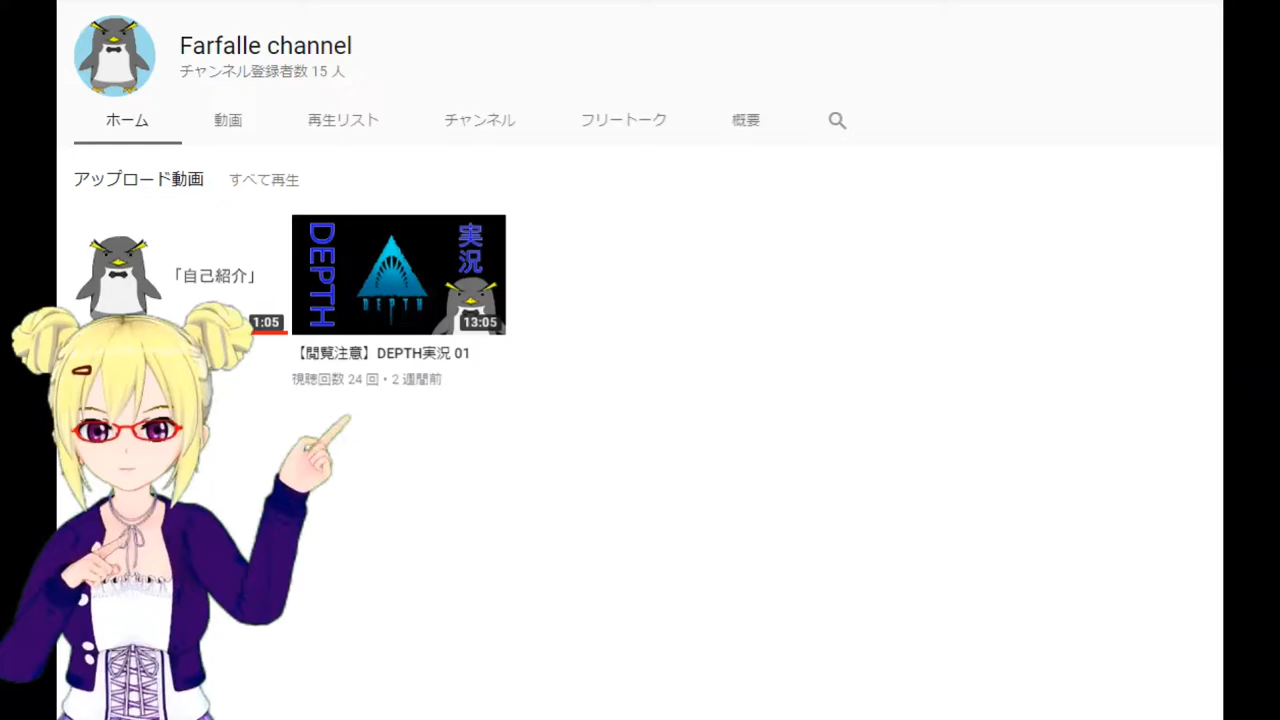 Farfalle channel
チャンネル登録者数 15 人
ホーム 動画 再生リスト チャンネル フリートーク 概要
アップロード動画 すべて再生
「自己紹介」
1:05
DEPTH
DEPTH
実況
13:05
【閲覧注意】DEPTH実況 01
視聴回数 24 回・2 週間前